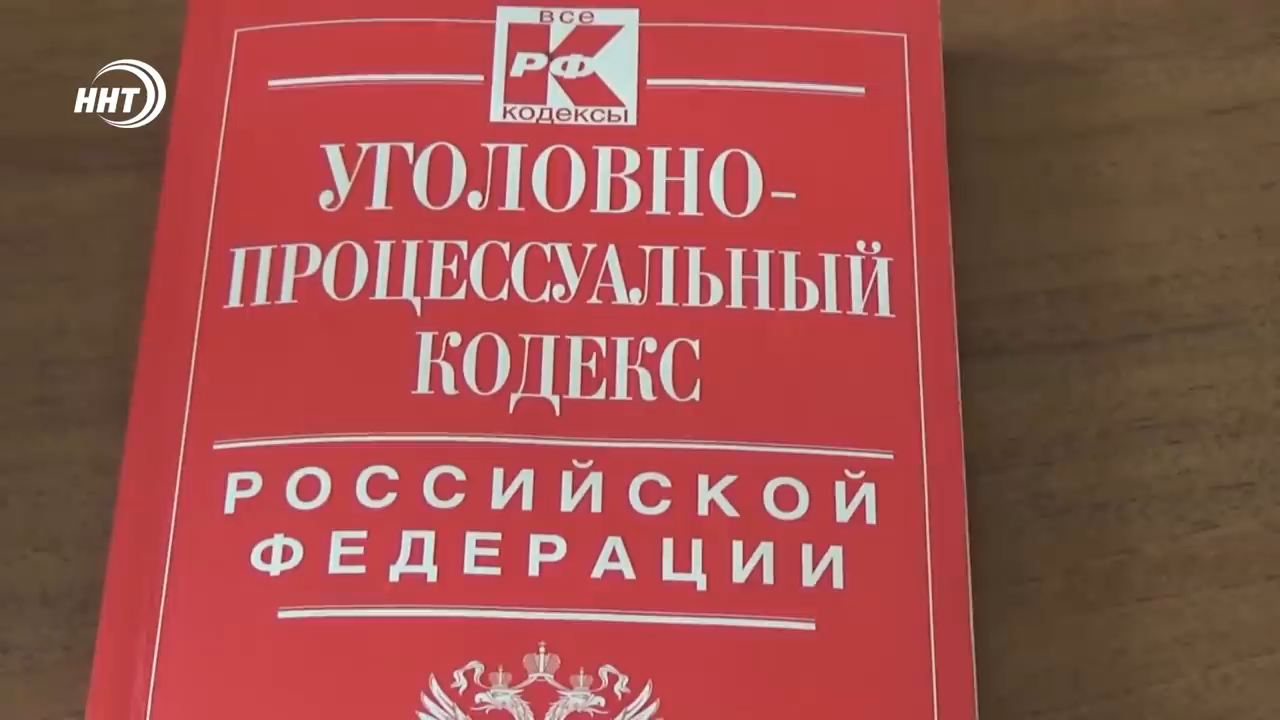 ННТ
все
РФ К
кодексы
УГОЛОВНО-
ПРОЦЕССУАЛЬНЫЙ
КОДЕКС
РОССИЙСКОЙ
ФЕДЕРАЦИИ